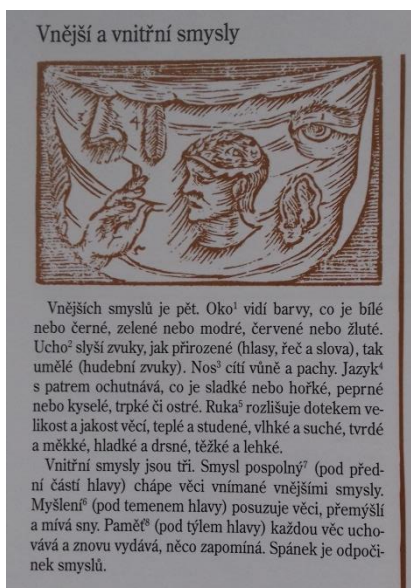 Vnější a vnitřní smysly
3
4
2
Vnějších smyslů je pět. Oko¹ vidí barvy, co je bílé
nebo černé, zelené nebo modré, červené nebo žluté.
Ucho² slyší zvuky, jak přirozené (hlasy, řeč a slova), tak
umělé (hudební zvuky). Nos³ cítí vůně a pachy. Jazyk⁴
s patrem ochutnává, co je sladké nebo hořké, peprné
nebo kyselé, trpké či ostré. Ruka⁵ rozlišuje dotekem ve-
likost a jakost věcí, teplé a studené, vlhké a suché, tvrdé
a měkké, hladké a drsné, těžké a lehké.
Vnitřní smysly jsou tři. Smysl pospolný⁷ (pod před-
ní částí hlavy) chápe věci vnímané vnějšími smysly.
Myšlení⁶ (pod temenem hlavy) posuzuje věci, přemýšlí
a mívá sny. Paměť⁸ (pod týlem hlavy) každou věc ucho-
vává a znovu vydává, něco zapomíná. Spánek je odpoči-
nek smyslů.